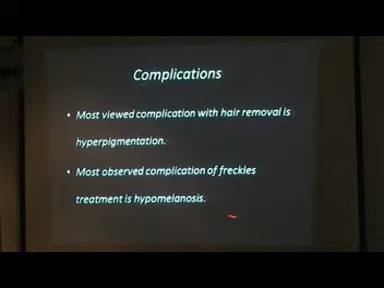 Complications
• Most viewed complication with hair removal is
hyperpigmentation.
• Most observed complication of freckles
treatment is hypomelanosis.